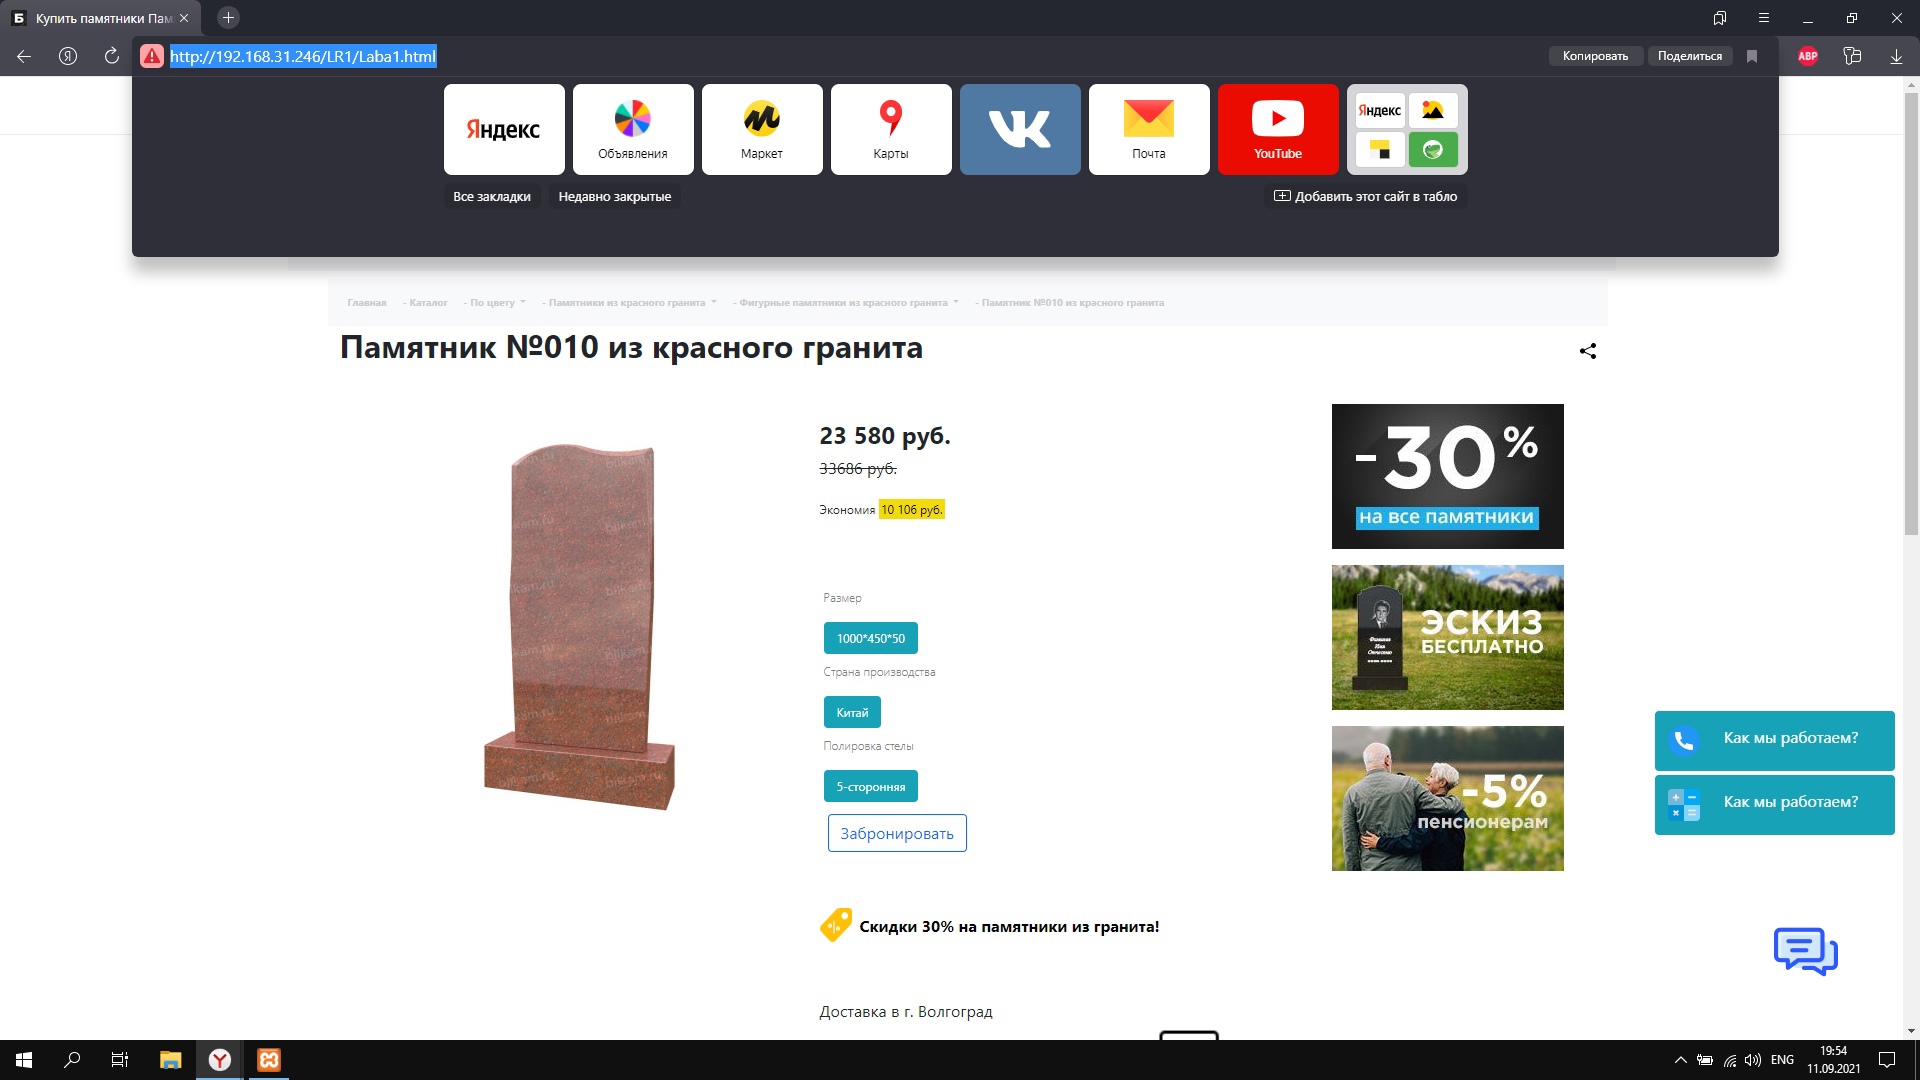 Купить памятники Пам
http://192.168.31.246/LR1/Laba1.html
Копировать
Поделиться
ABP
Яндекс
Объявления
Маркет
Карты
Почта
YouTube
Яндекс
Все закладки
Недавно закрытые
Добавить этот сайт в табло
Главная - Каталог - По цвету - Памятники из красного гранита - Фигурные памятники из красного гранита - Памятник №010 из красного гранита
Памятник №010 из красного гранита
23 580 руб.
33686 руб.
Экономия 10 106 руб.
Размер
1000*450*50
Страна производства
Китай
Полировка стелы
5-сторонняя
Забронировать
-30%
на все памятники
ЭСКИЗ
БЕСПЛАТНО
Фамилия
Имя
Отчество
-5%
пенсионерам
Как мы работаем?
Как мы работаем?
Скидки 30% на памятники из гранита!
Доставка в г. Волгоград
ENG
19:54
11.09.2021